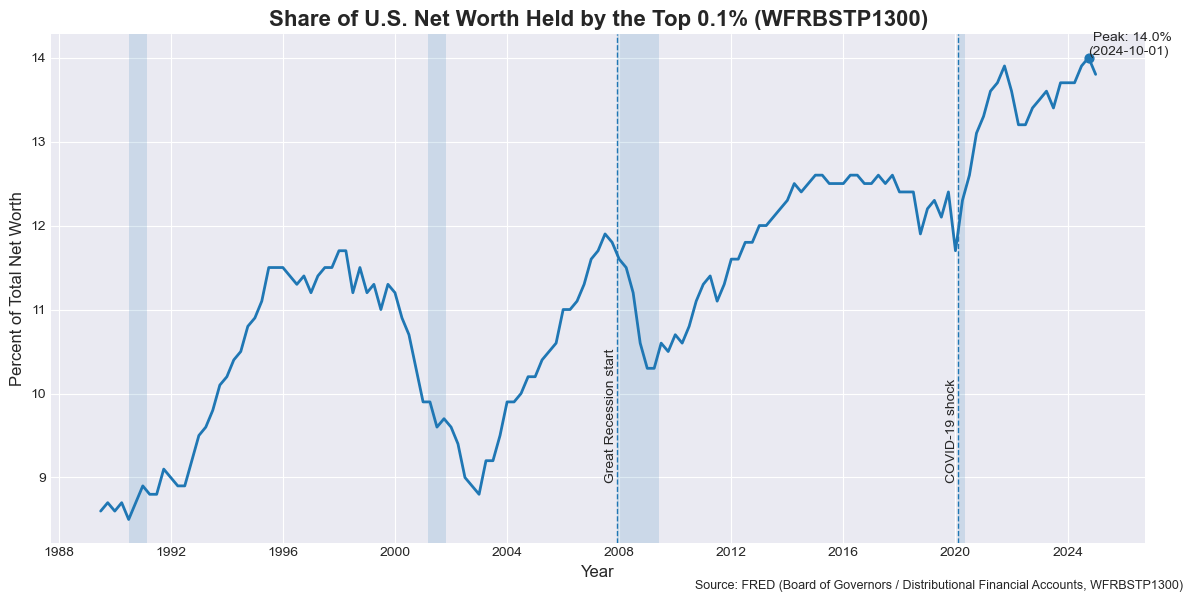 Share of U.S. Net Worth Held by the Top 0.1% (WFRBSTP1300)
Peak: 14.0%
(2024-10-01)
Percent of Total Net Worth
14
13
12
11
10
9
Great Recession start
COVID-19 shock
1988
1992
1996
2000
2004
2008
2012
2016
2020
2024
Year
Source: FRED (Board of Governors / Distributional Financial Accounts, WFRBSTP1300)